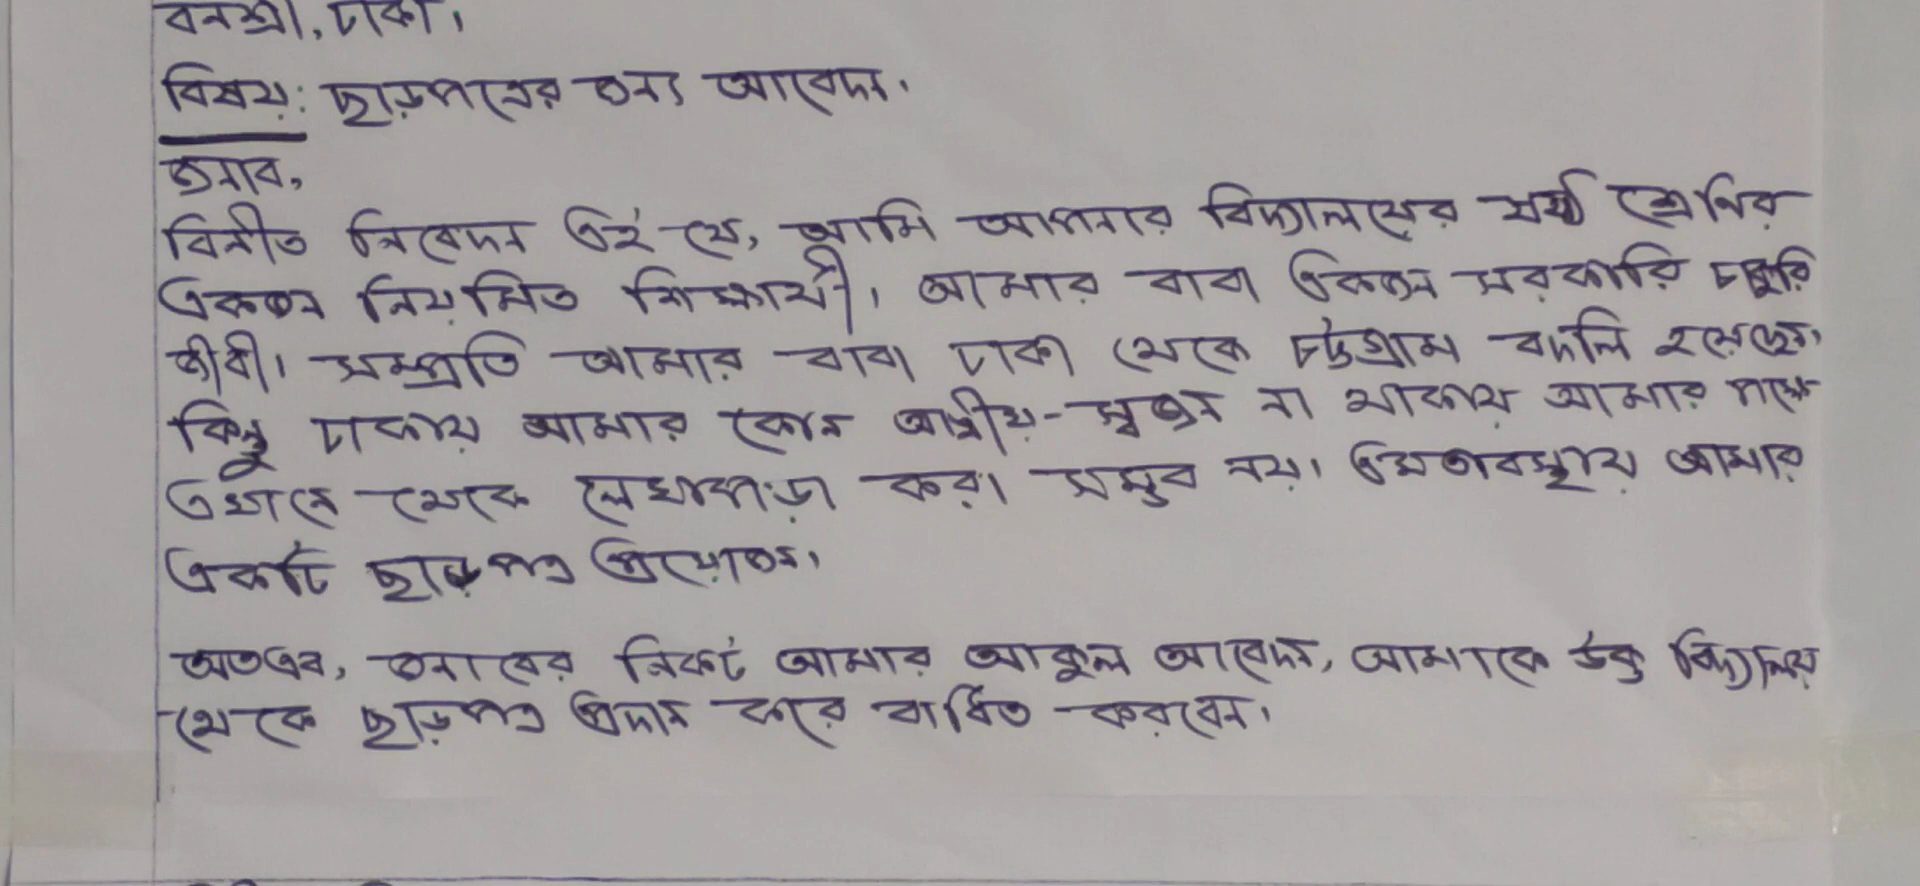 বনশ্রী, ঢাকা।
বিষয়: ছাড়পত্রের জন্য আবেদন।
জনাব,
বিনীত নিবেদন এই যে, আমি আপনার বিদ্যালয়ের ষষ্ঠ শ্রেণির
একজন নিয়মিত শিক্ষার্থী। আমার বাবা একজন সরকারি চাকুরি
জীবী। সম্প্রতি আমার বাবা ঢাকা থেকে চট্টগ্রাম বদলি হয়েছেন।
কিন্তু ঢাকায় আমার কোন আত্নীয়-স্বজন না থাকায় আমার পক্ষে
এখানে থেকে লেখাপড়া করা সম্ভব নয়। এমতাবস্থায় আমার
একটি ছাড়পত্র প্রয়োজন।
অতএব, জনাবের নিকট আমার আকুল আবেদন, আমাকে উক্ত বিদ্যালয়
থেকে ছাড়পত্র প্রদান করে বাধিত করবেন।